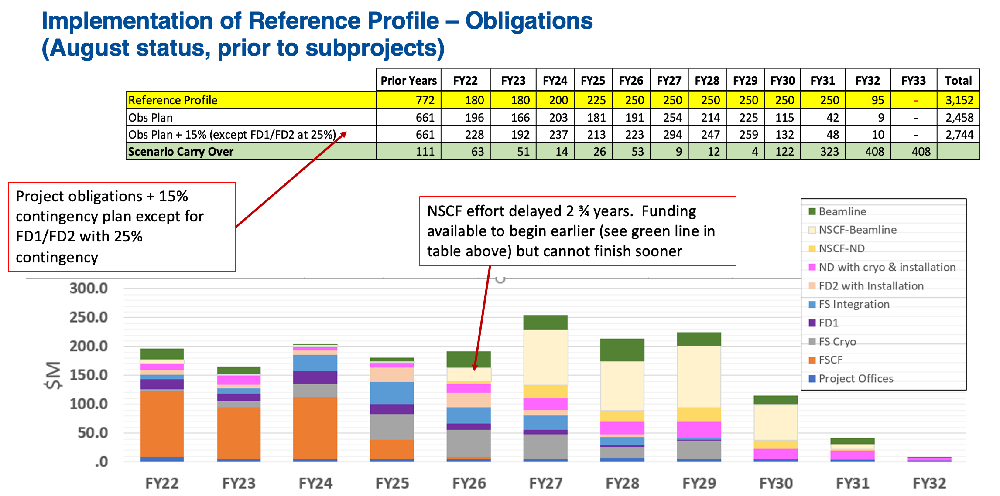 Implementation of Reference Profile – Obligations
(August status, prior to subprojects)
Prior Years FY22 FY23 FY24 FY25 FY26 FY27 FY28 FY29 FY30 FY31 FY32 FY33 Total
Reference Profile 772 180 180 200 225 250 250 250 250 250 250 95 - 3,152
Obs Plan 661 196 166 203 181 191 254 214 225 115 42 9 - 2,458
Obs Plan + 15% (except FD1/FD2 at 25%) 661 228 192 237 213 223 294 247 259 132 48 10 - 2,744
Scenario Carry Over 111 63 51 14 26 53 9 12 4 122 323 408 408
Project obligations + 15%
contingency plan except for
FD1/FD2 with 25%
contingency
NSCF effort delayed 2 ¾ years. Funding
available to begin earlier (see green line in
table above) but cannot finish sooner
Beamline
NSCF-Beamline
NSCF-ND
ND with cryo & installation
FD2 with Installation
FS Integration
FD1
FS Cryo
FSCF
Project Offices
$M
300.0
250.0
200.0
150.0
100.0
50.0
.0
FY22 FY23 FY24 FY25 FY26 FY27 FY28 FY29 FY30 FY31 FY32